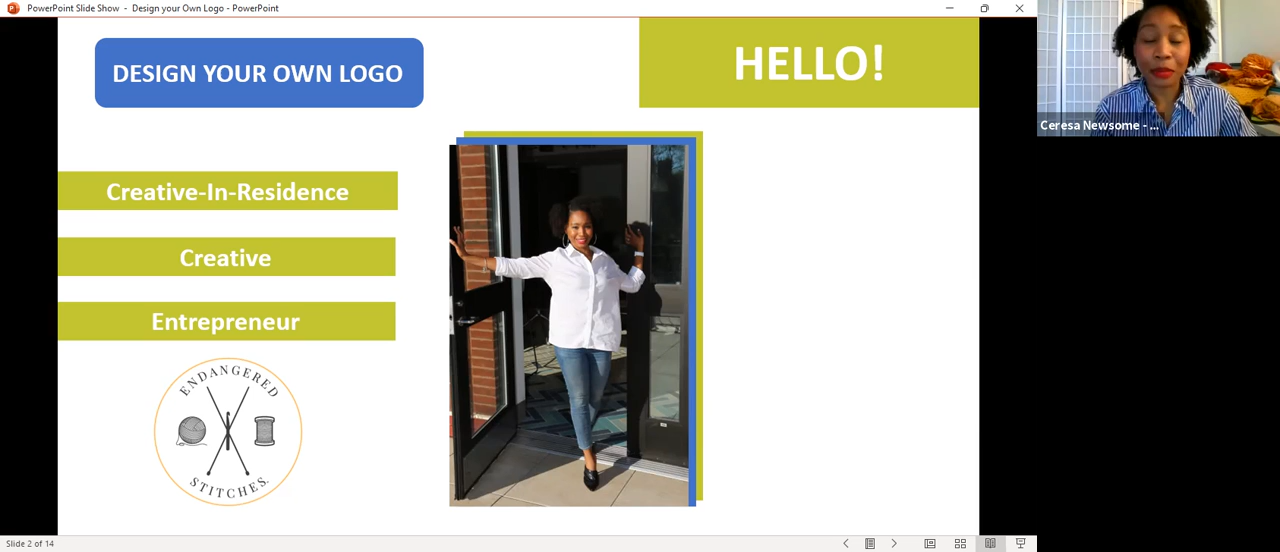 PowerPoint Slide Show - Design your Own Logo - PowerPoint
DESIGN YOUR OWN LOGO
HELLO!
Ceresa Newsome - ...
Creative-In-Residence
Creative
Entrepreneur
ENDANGERED
STITCHES.
Slide 2 of 14